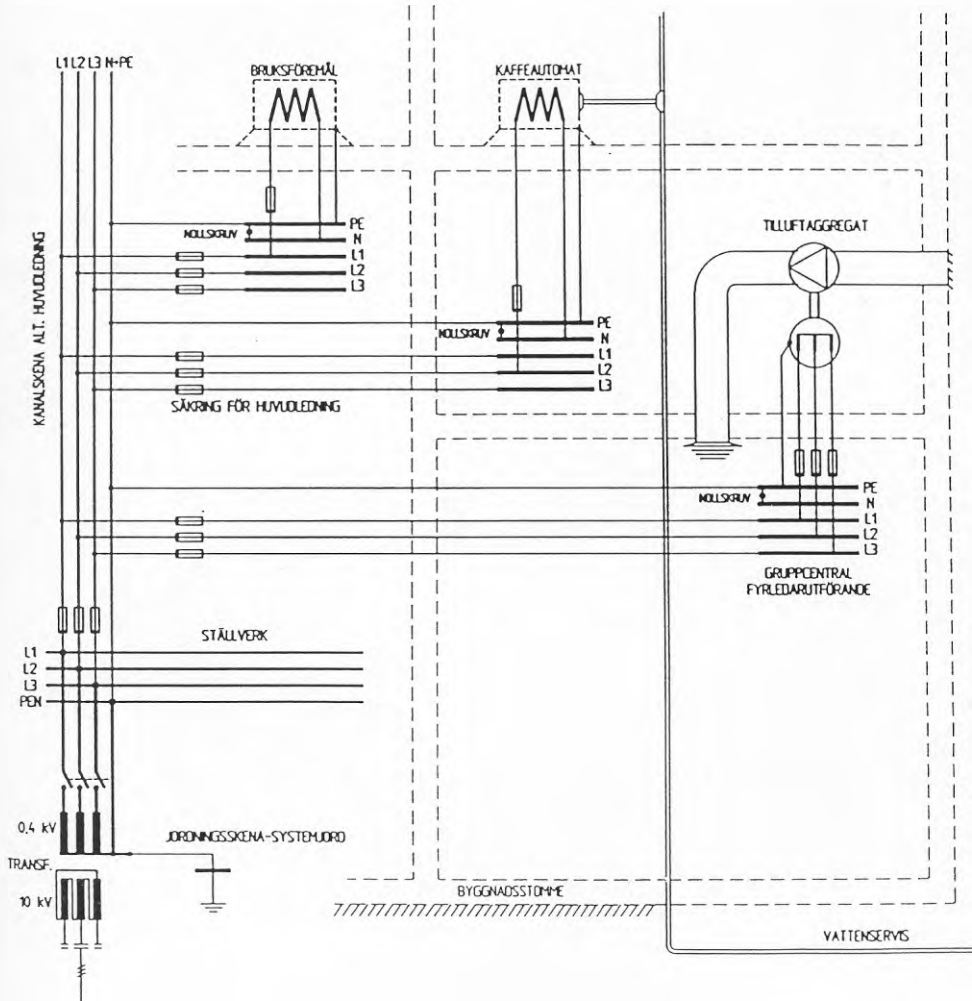 L1 L2 L3 N+PE
BRUKSFÖREMÅL
KAFFEAUTOMAT
KANALSKENA ALT. HUVUDLEDNING
PE
NOLLSKRUV
N
L1
L2
L3
TILLUFTAGGREGAT
PE
NOLLSKRUV
N
L1
L2
L3
SÄKRING FÖR HUVUDLEDNING
PE
NOLLSKRUV
N
L1
L2
L3
GRUPPCENTRAL
FYRLEDARUTFÖRANDE
STÄLLVERK
L1
L2
L3
PEN
0,4 kV
JORDNINGSSKENA-SYSTEMJORD
TRANSF.
10 kV
BYGGNADSSTOMME
VATTENSERVIS